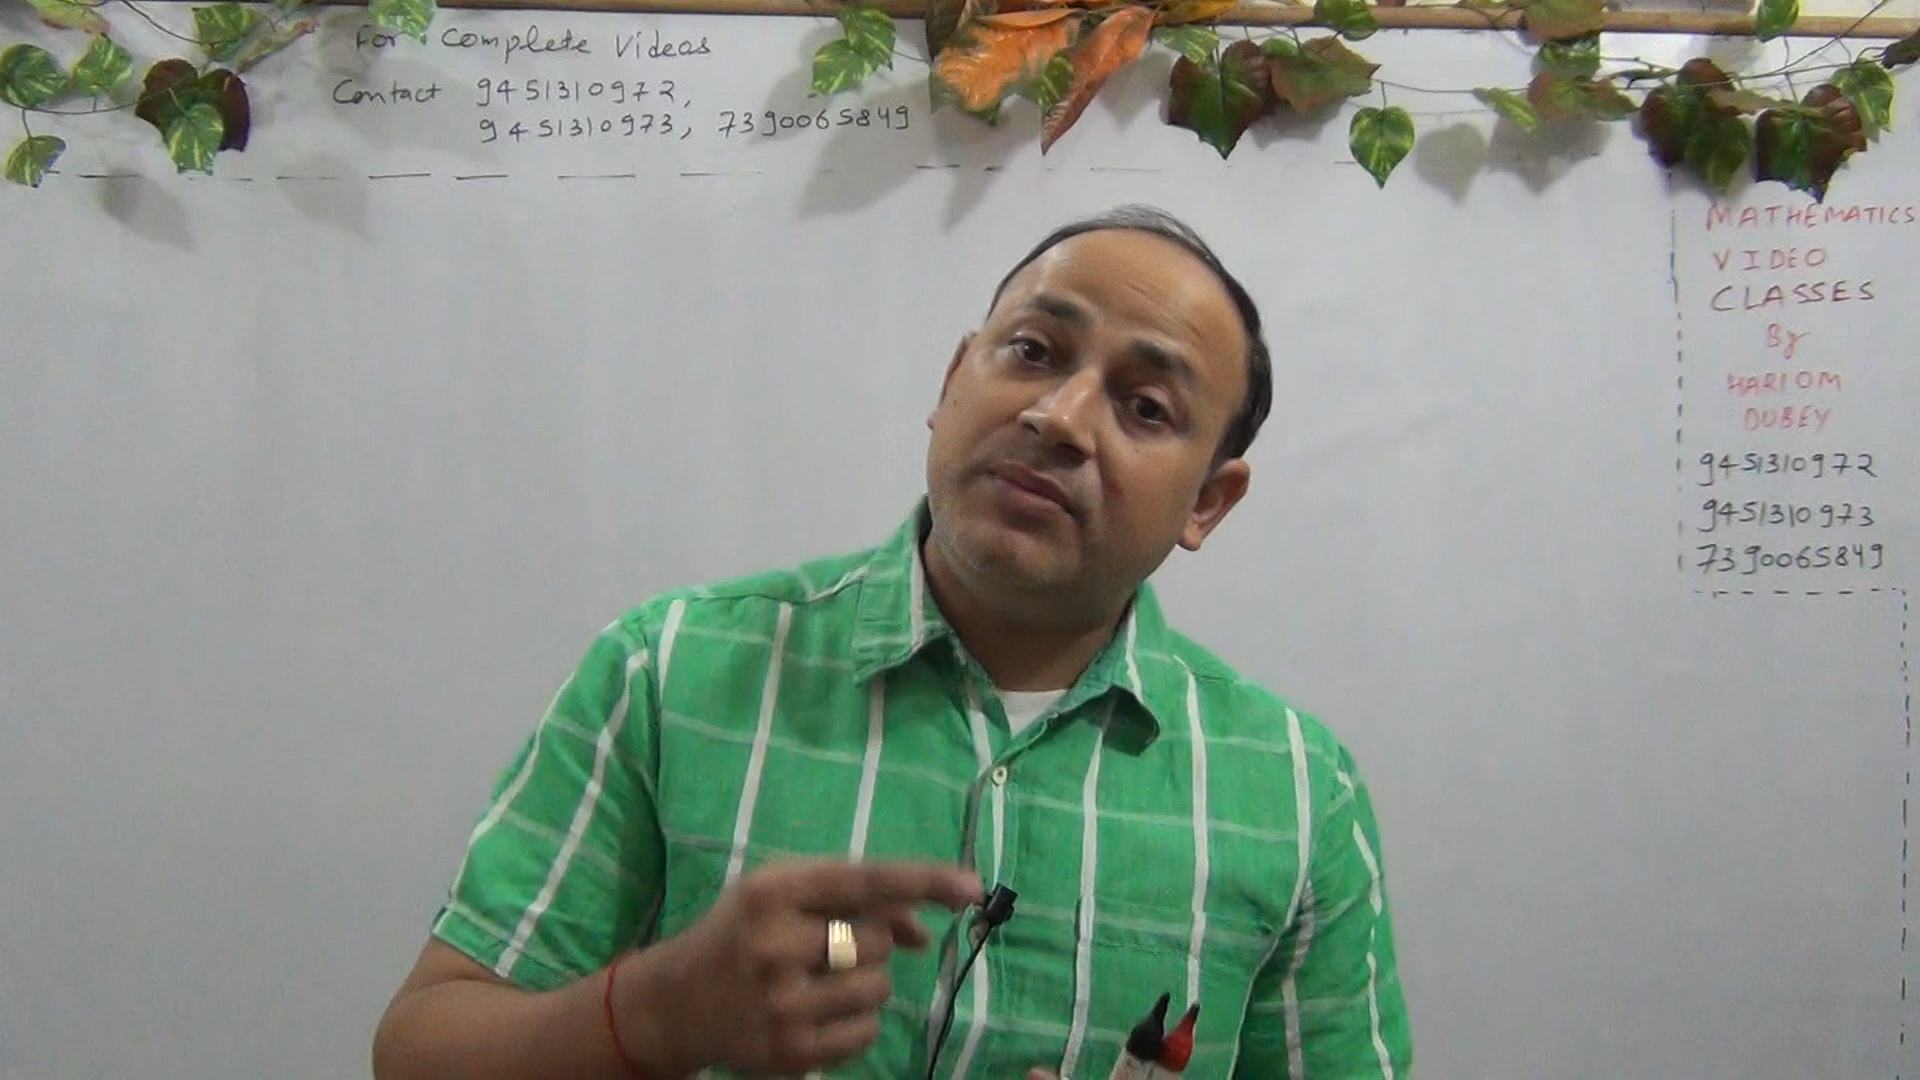 For Complete Videos
Contact 9451310972,
9451310973, 7390065849
MATHEMATICS
VIDEO
CLASSES
By
HARIOM
DUBEY
9451310972
9451310973
7390065849